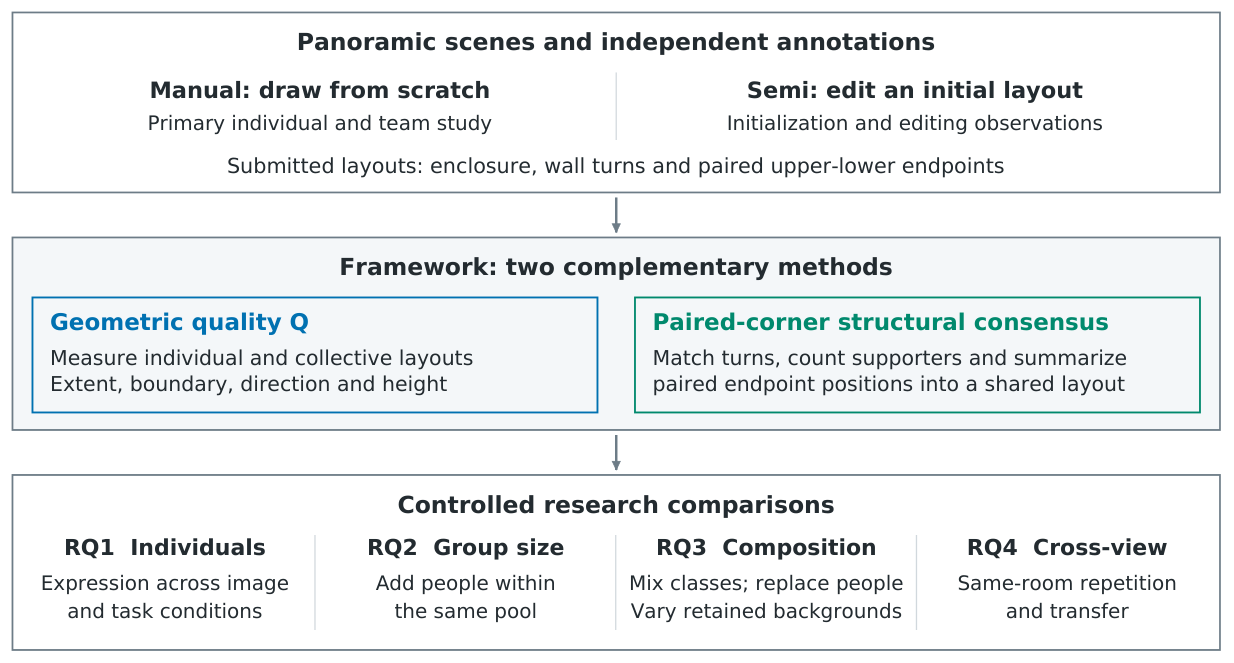 Panoramic scenes and independent annotations
Manual: draw from scratch
Primary individual and team study
Semi: edit an initial layout
Initialization and editing observations
Submitted layouts: enclosure, wall turns and paired upper-lower endpoints
Framework: two complementary methods
Geometric quality Q
Measure individual and collective layouts
Extent, boundary, direction and height
Paired-corner structural consensus
Match turns, count supporters and summarize
paired endpoint positions into a shared layout
Controlled research comparisons
RQ1 Individuals
Expression across image
and task conditions
RQ2 Group size
Add people within
the same pool
RQ3 Composition
Mix classes; replace people
Vary retained backgrounds
RQ4 Cross-view
Same-room repetition
and transfer